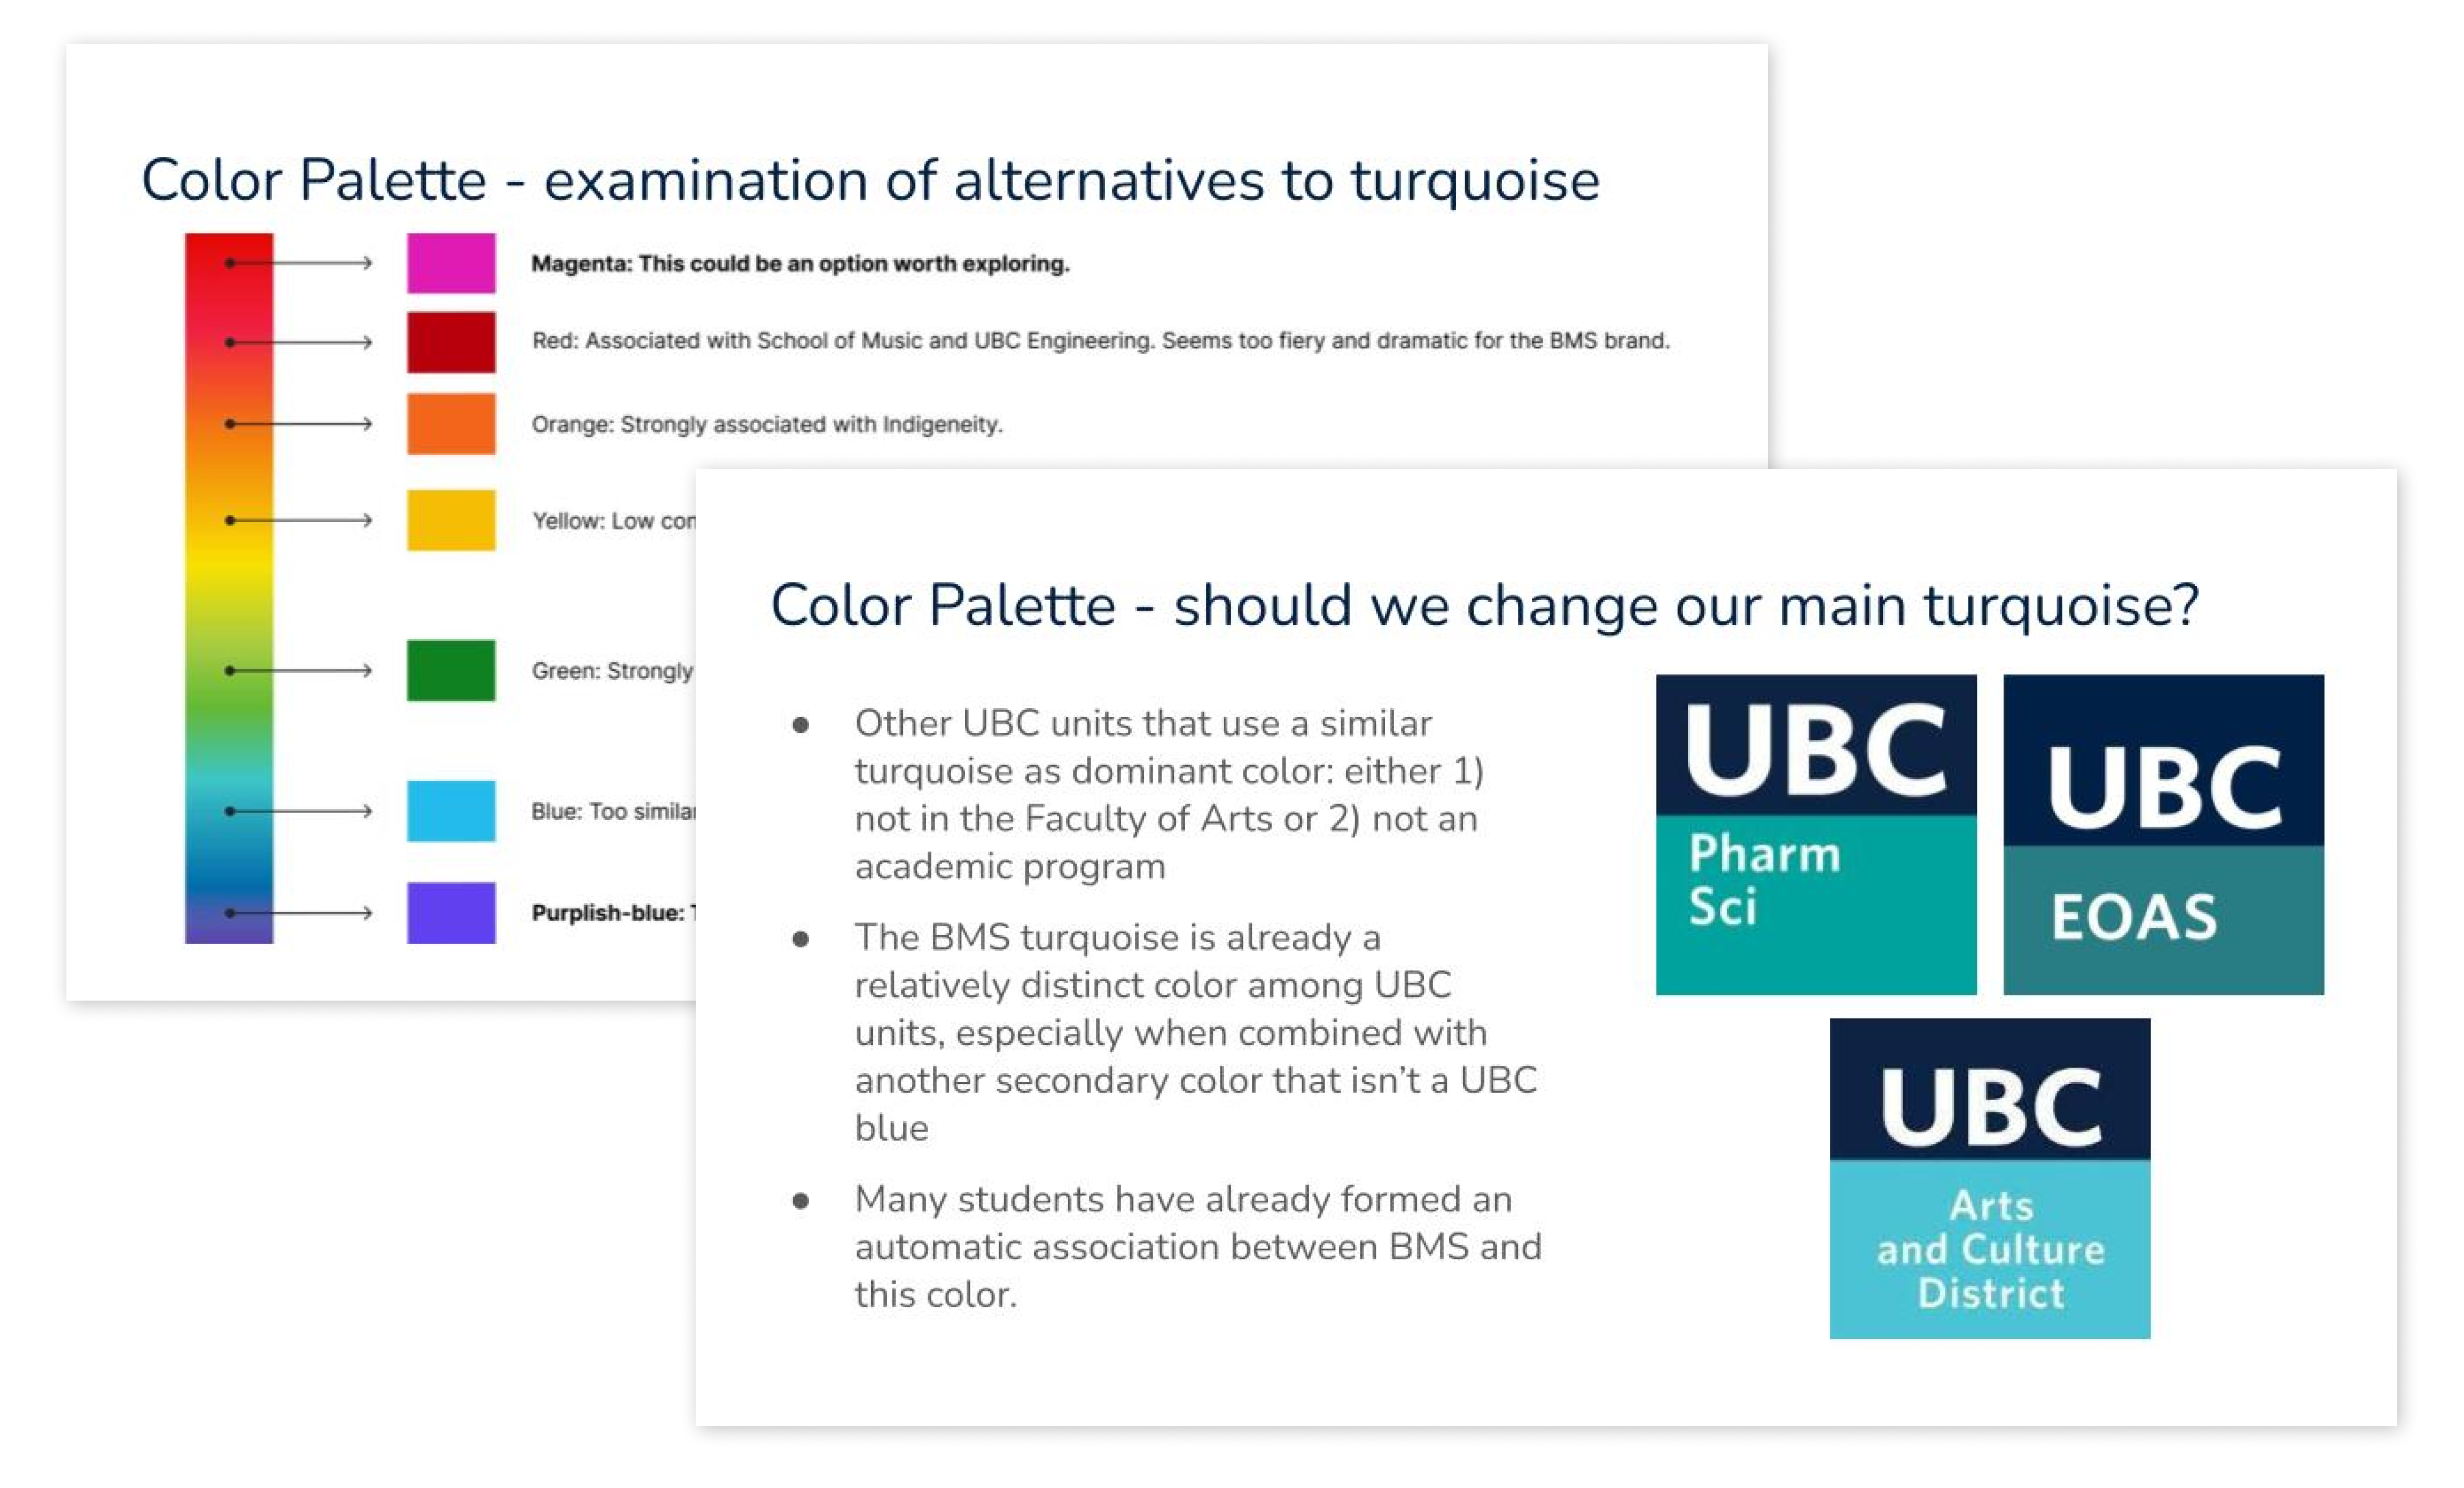 Color Palette - examination of alternatives to turquoise
Magenta: This could be an option worth exploring.
Red: Associated with School of Music and UBC Engineering. Seems too fiery and dramatic for the BMS brand.
Orange: Strongly associated with Indigeneity.
Yellow: Low
Green: Strongly
Blue: Too
Purplish-blue:
Color Palette - should we change our main turquoise?
● Other UBC units that use a similar
turquoise as dominant color: either 1)
not in the Faculty of Arts or 2) not an
academic program
● The BMS turquoise is already a
relatively distinct color among UBC
units, especially when combined with
another secondary color that isn’t a UBC
blue
● Many students have already formed an
automatic association between BMS and
this color.
UBC
Pharm
Sci
UBC
EOAS
UBC
Arts
and Culture
District